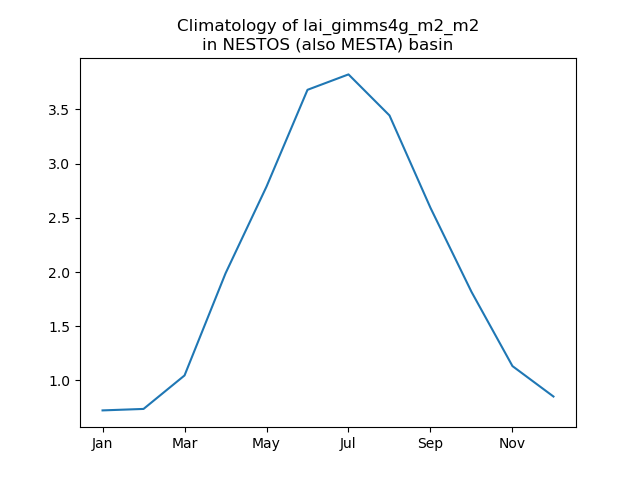 Climatology of lai_gimms4g_m2_m2
in NESTOS (also MESTA) basin
3.5
3.0
2.5
2.0
1.5
1.0
Jan Mar May Jul Sep Nov